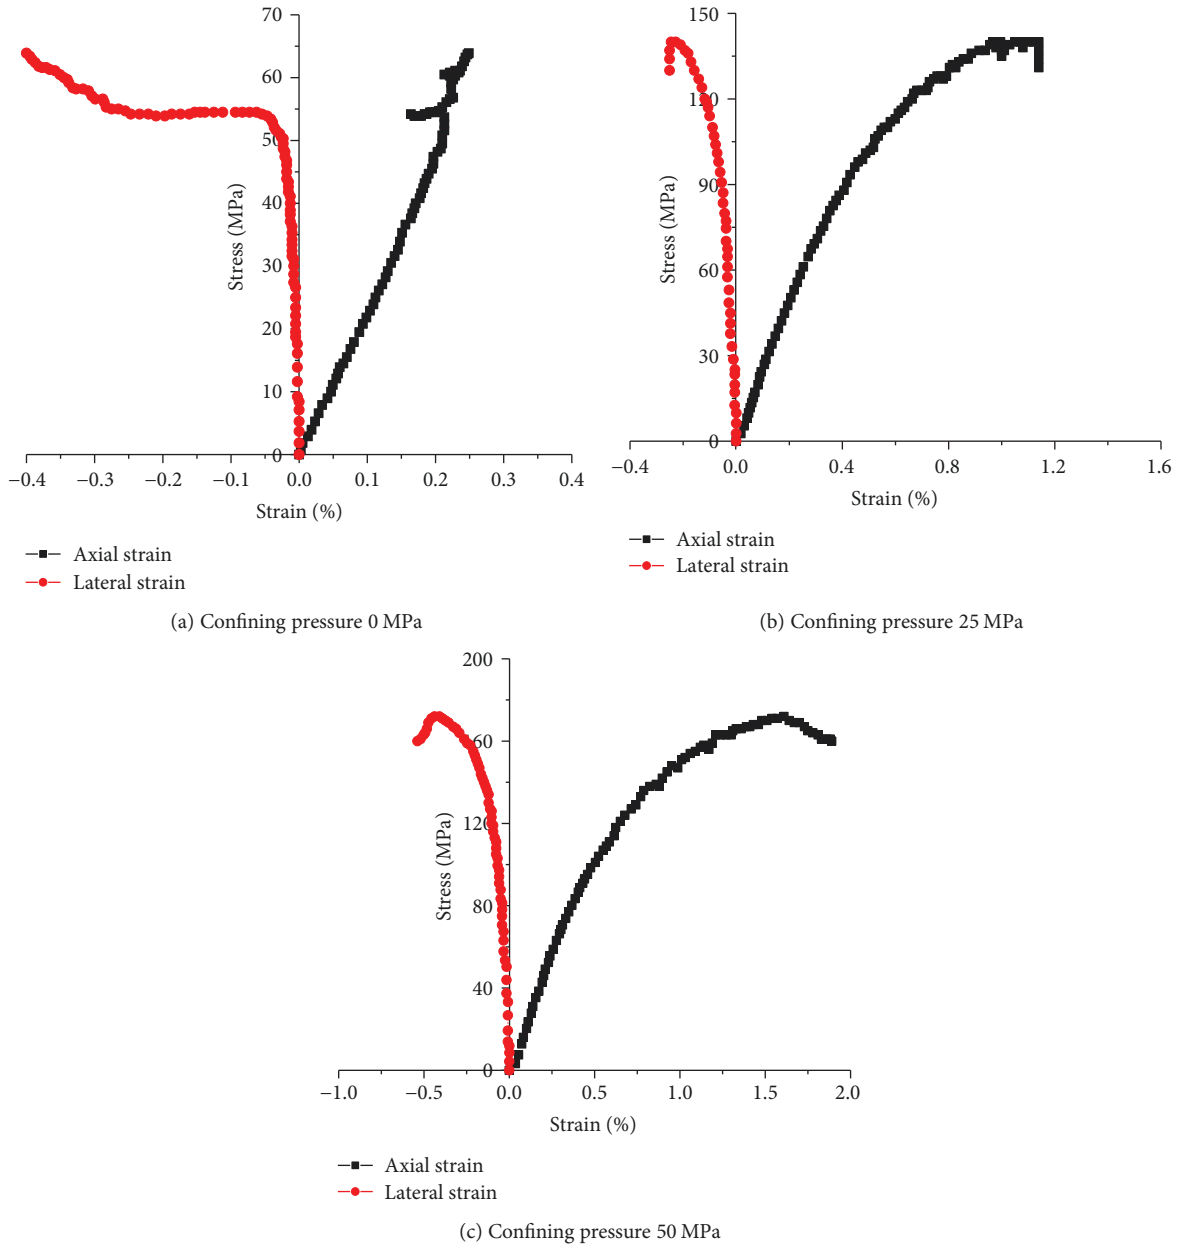 70
60
50
40
30
20
10
0
Stress (MPa)
−0.4
−0.3
−0.2
−0.1
0.0
0.1
0.2
0.3
0.4
Strain (%)
Axial strain
Lateral strain
(a) Confining pressure 0 MPa
150
120
90
60
30
0
Stress (MPa)
−0.4
0.0
0.4
0.8
1.2
1.6
Strain (%)
Axial strain
Lateral strain
(b) Confining pressure 25 MPa
200
160
120
80
40
0
Stress (MPa)
−1.0
−0.5
0.0
0.5
1.0
1.5
2.0
Strain (%)
Axial strain
Lateral strain
(c) Confining pressure 50 MPa